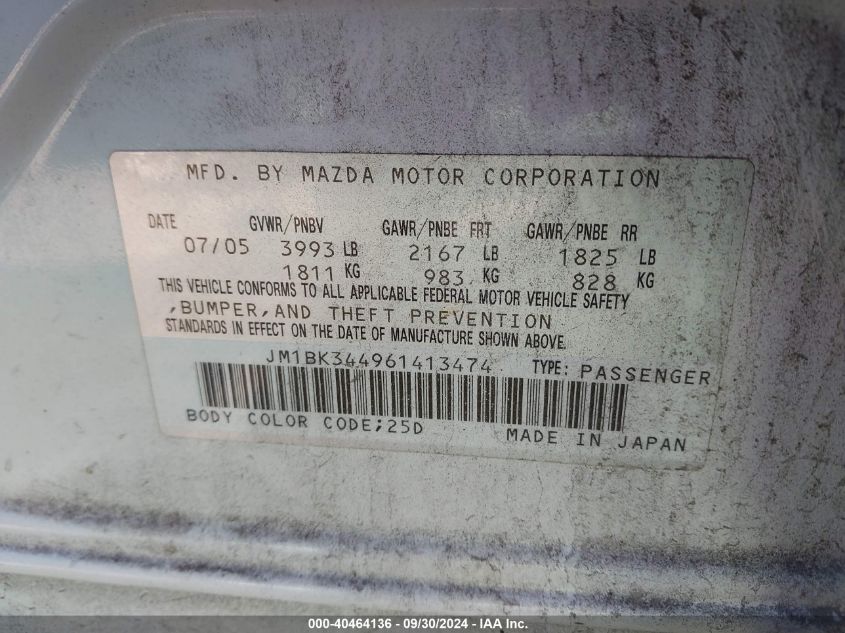 MFD. BY MAZDA MOTOR CORPORATION
DATE GVWR/PNBV GAWR/PNBE FRT GAWR/PNBE RR
07/05 3993 LB 2167 LB 1825 LB
1811 KG 983 KG 828 KG
THIS VEHICLE CONFORMS TO ALL APPLICABLE FEDERAL MOTOR VEHICLE SAFETY
,BUMPER,AND THEFT PREVENTION
STANDARDS IN EFFECT ON THE DATE OF MANUFACTURE SHOWN ABOVE.
JM1BK344961413474 TYPE: PASSENGER
BODY COLOR CODE;25D MADE IN JAPAN
000-40464136 - 09/30/2024 - IAA Inc.